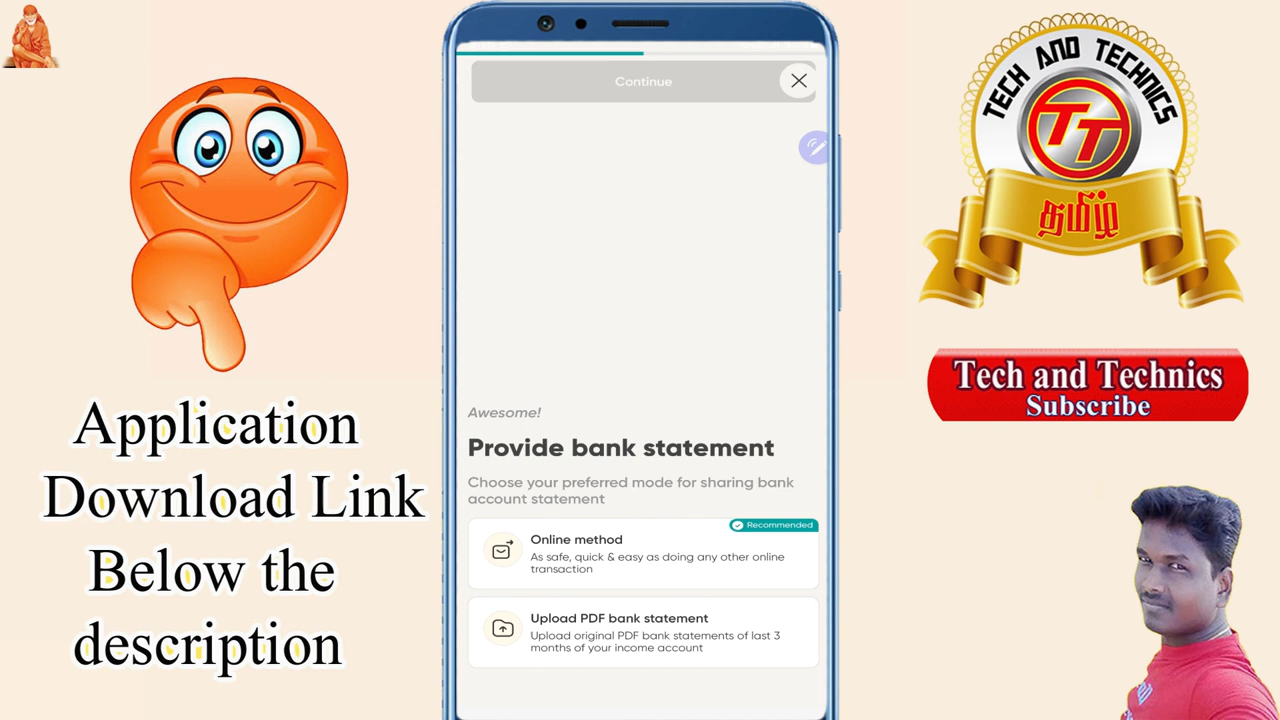 Application
Download Link
Below the
description
Continue
Awesome!
Provide bank statement
Choose your preferred mode for sharing bank
account statement
Recommended
Online method
As safe, quick & easy as doing any other online
transaction
Upload PDF bank statement
Upload original PDF bank statements of last 3
months of your income account
TECH AND TECHNICS
TT
தமிழ்
Tech and Technics
Subscribe